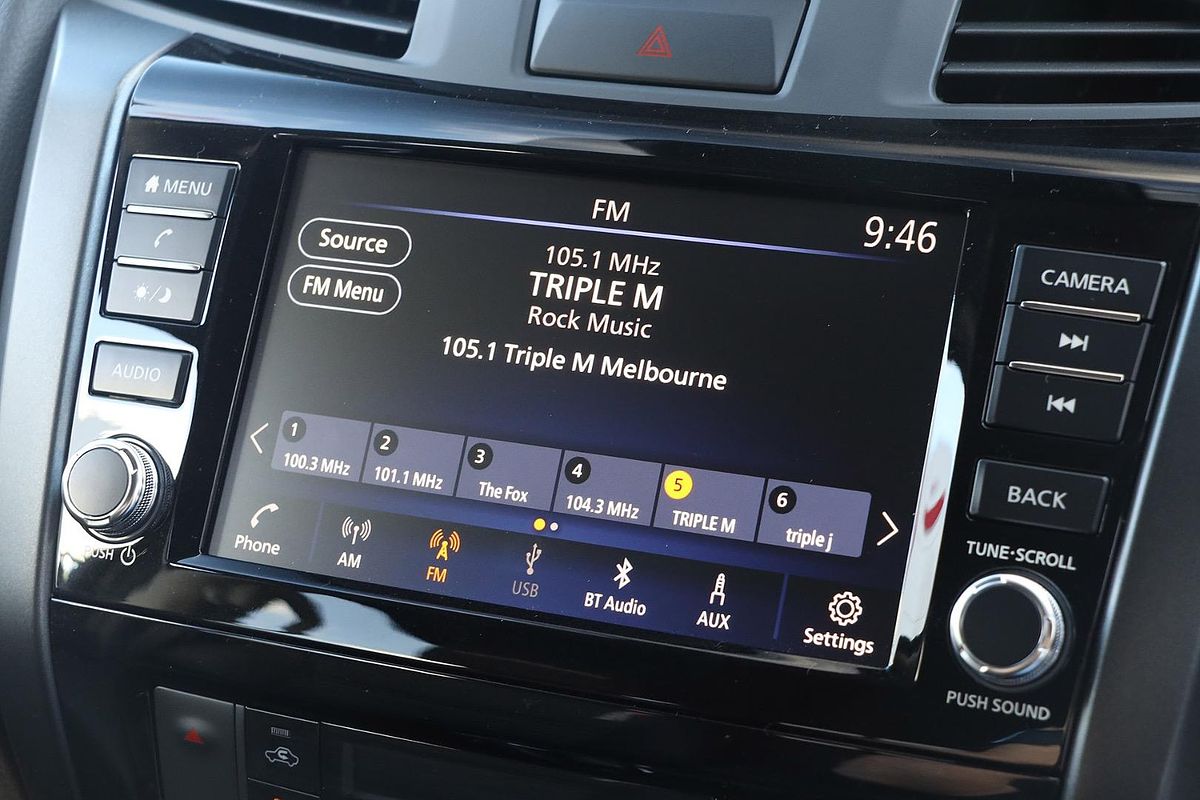 MENU
AUDIO
PUSH
FM
9:46
Source
FM Menu
105.1 MHz
TRIPLE M
Rock Music
105.1 Triple M Melbourne
1
100.3 MHz
2
101.1 MHz
3
The Fox
4
104.3 MHz
5
TRIPLE M
6
triple j
Phone
AM
FM
USB
BT Audio
AUX
Settings
CAMERA
BACK
TUNE·SCROLL
PUSH SOUND